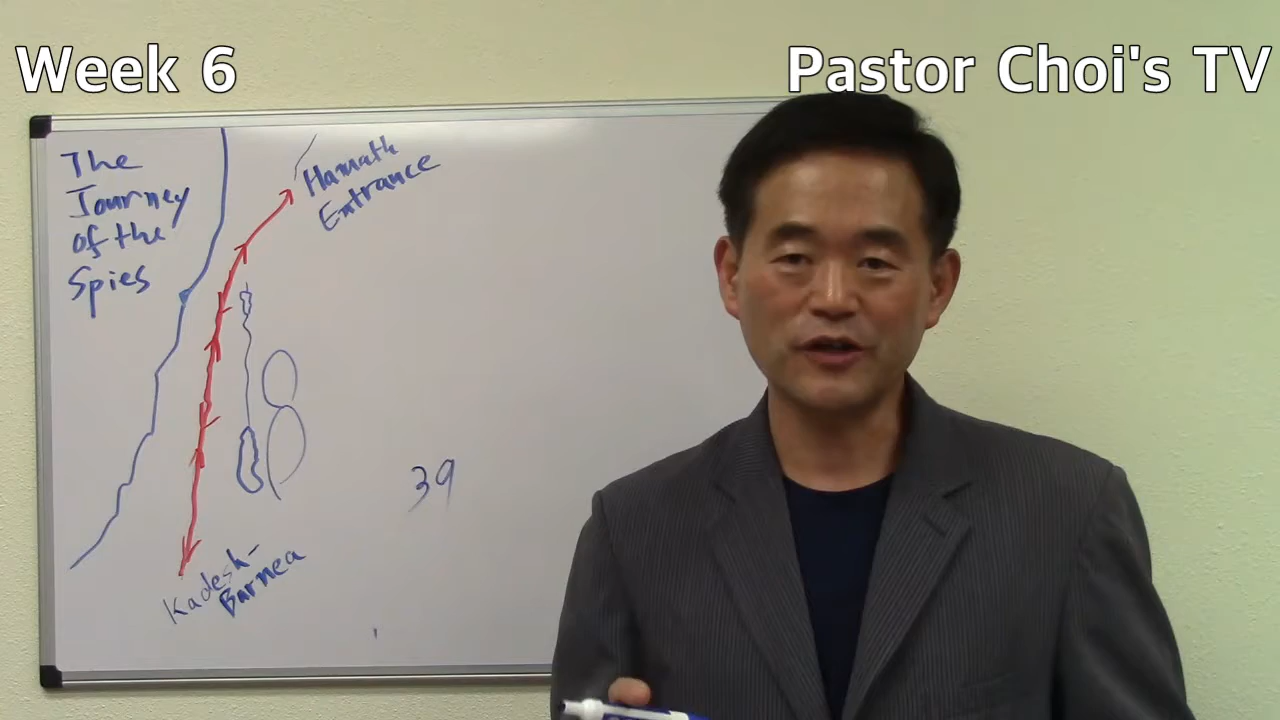 Week 6
Pastor Choi's TV
The
Journey
of the
Spies
Hamath
Entrance
39
Kadesh-
Barnea